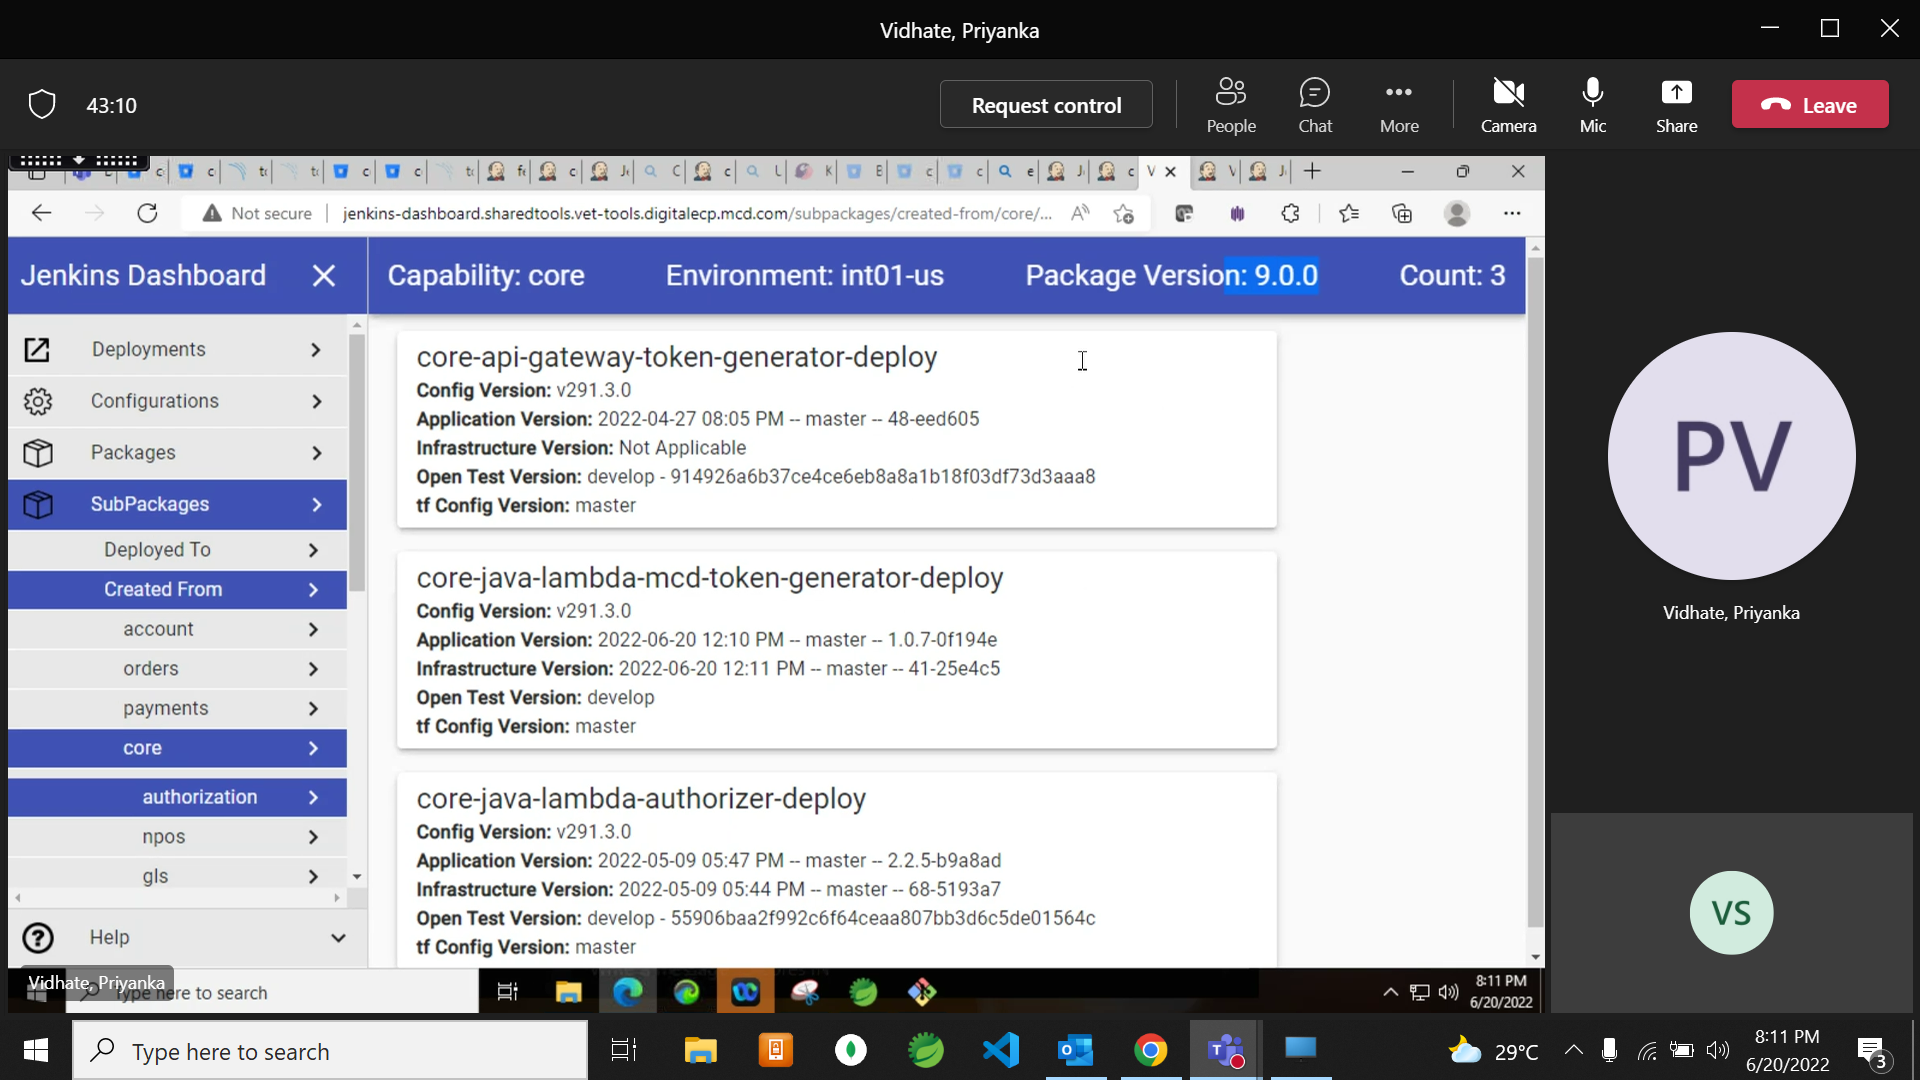 Vidhate, Priyanka
43:10
Request control
People
Chat
More
Camera
Mic
Share
Leave
Not secure
jenkins-dashboard.sharedtools.vet-tools.digitalecp.mcd.com/subpackages/created-from/core/...
Jenkins Dashboard
Capability: core
Environment: int01-us
Package Version: 9.0.0
Count: 3
Deployments
Configurations
Packages
SubPackages
Deployed To
Created From
account
orders
payments
core
authorization
npos
gls
Help
core-api-gateway-token-generator-deploy
Config Version: v291.3.0
Application Version: 2022-04-27 08:05 PM -- master -- 48-eed605
Infrastructure Version: Not Applicable
Open Test Version: develop - 914926a6b37ce4ce6eb8a8a1b18f03df73d3aaa8
tf Config Version: master
core-java-lambda-mcd-token-generator-deploy
Config Version: v291.3.0
Application Version: 2022-06-20 12:10 PM -- master -- 1.0.7-0f194e
Infrastructure Version: 2022-06-20 12:11 PM -- master -- 41-25e4c5
Open Test Version: develop
tf Config Version: master
core-java-lambda-authorizer-deploy
Config Version: v291.3.0
Application Version: 2022-05-09 05:47 PM -- master -- 2.2.5-b9a8ad
Infrastructure Version: 2022-05-09 05:44 PM -- master -- 68-5193a7
Open Test Version: develop - 55906baa2f992c6f64ceaa807bb3d6c5de01564c
tf Config Version: master
PV
Vidhate, Priyanka
VS
Vidhate, Priyanka
Type here to search
8:11 PM
6/20/2022
Type here to search
29°C
8:11 PM
6/20/2022
3